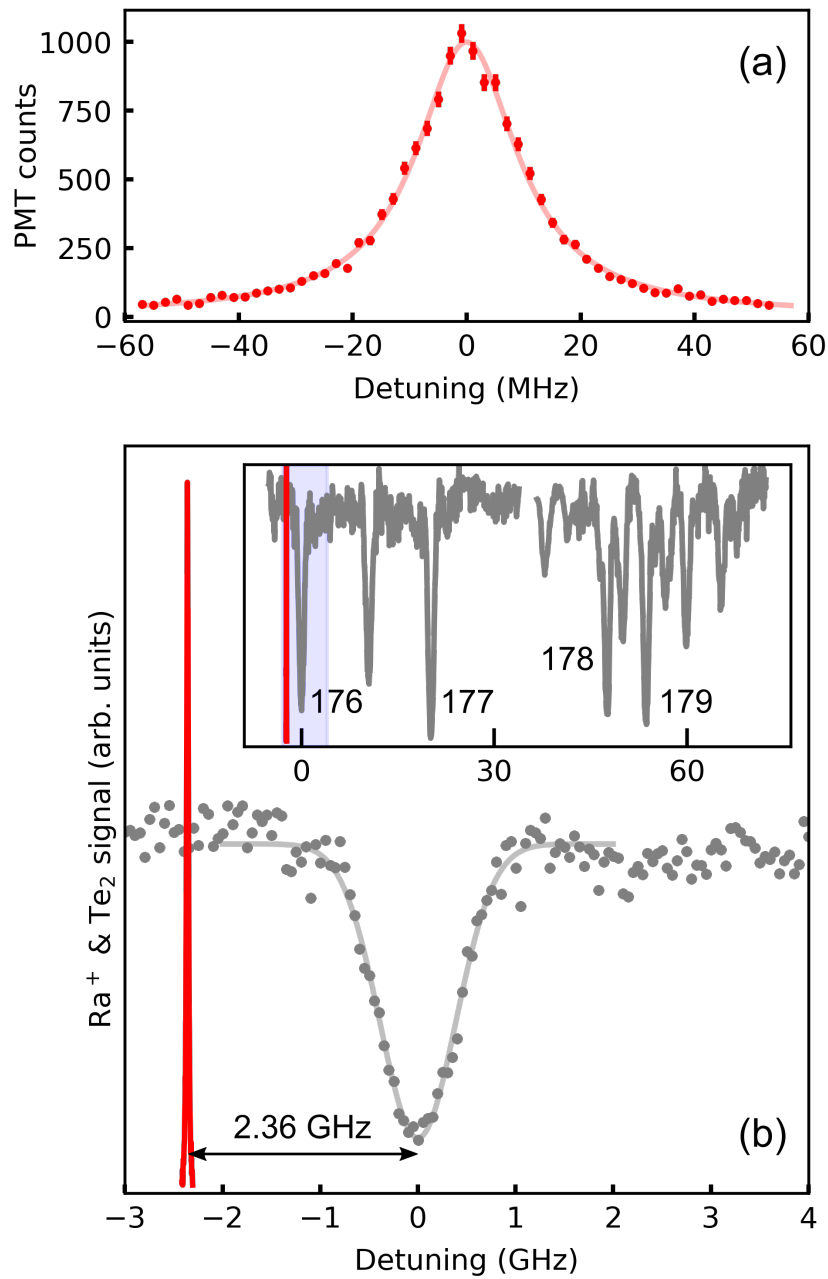 (a)
PMT counts
1000
750
500
250
0
−60 −40 −20 0 20 40 60
Detuning (MHz)
Ra+ & Te2 signal (arb. units)
176 177 178 179
0 30 60
2.36 GHz
(b)
−3 −2 −1 0 1 2 3 4
Detuning (GHz)